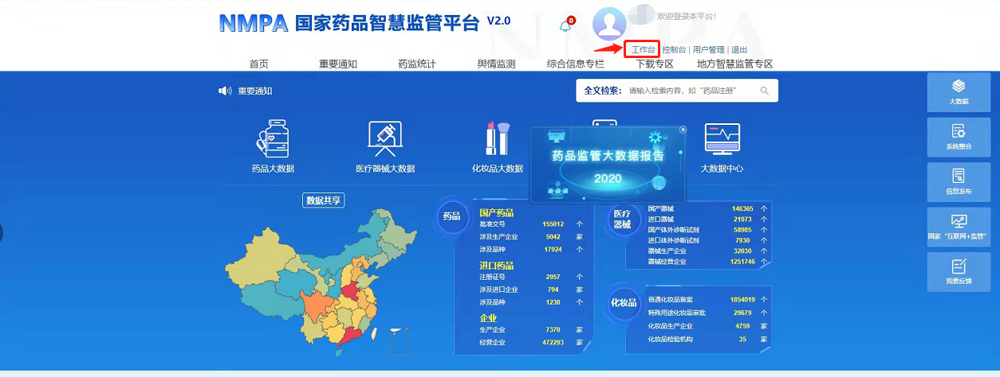 NMPA 国家药品智慧监管平台 V2.0
0
欢迎登录本平台!
工作台 | 控制台 | 用户管理 | 退出
首页 重要通知 药监统计 舆情监测 综合信息专栏 下载专区 地方智慧监管专区
重要通知
全文检索: 请输入检索内容,如“药品注册”
药品大数据 医疗器械大数据 化妆品大数据 大数据中心
药品监管大数据报告
2020
数据共享
药品
国产药品
批准文号 155012 个
涉及生产企业 5042 家
涉及品种 17924 个
进口药品
注册证号 2957 个
涉及进口企业 794 家
涉及品种 1230 个
企业
生产企业 7370 家
经营企业 472293 家
医疗
器械
国产器械 146365 个
进口器械 21973 个
国产体外诊断试剂 58985 个
进口体外诊断试剂 7930 个
器械生产企业 32030 个
器械经营企业 1251746 个
化妆品
普通化妆品备案 1854019 个
特殊用途化妆品审批 29679 个
化妆品生产企业 4759 家
化妆品检验机构 35 家
大数据
系统整合
信息发布
国家“互联网+监管”
我要反馈